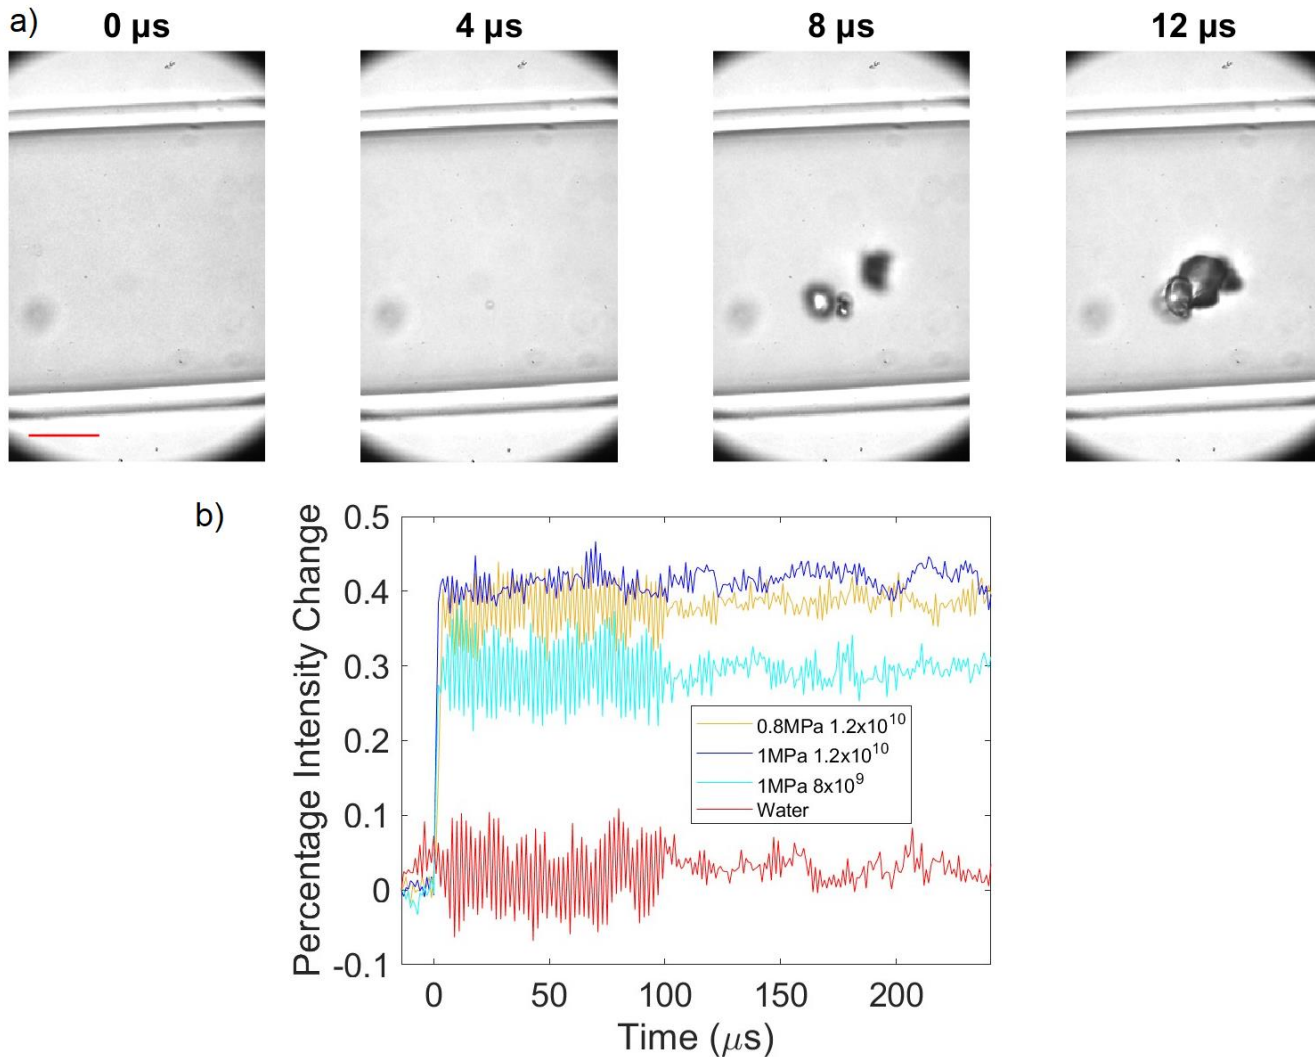 a)
0 µs 4 µs 8 µs 12 µs
b)
Percentage Intensity Change
0.5
0.4
0.3
0.2
0.1
0
-0.1
0.8MPa 1.2x10^10
1MPa 1.2x10^10
1MPa 8x10^9
Water
0 50 100 150 200
Time (μs)